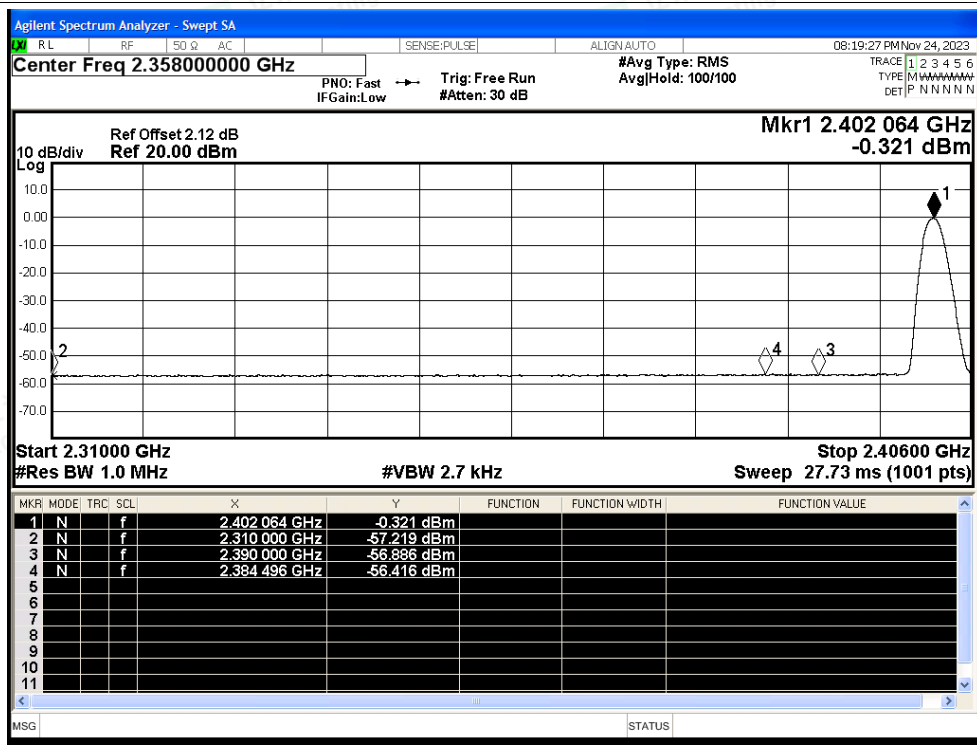 Agilent Spectrum Analyzer - Swept SA
LXI RL RF 50 Ω AC SENSE:PULSE ALIGN AUTO 08:19:27 PM Nov 24, 2023
Center Freq 2.358000000 GHz
PNO: Fast
IFGain:Low
Trig: Free Run
#Atten: 30 dB
#Avg Type: RMS
Avg|Hold: 100/100
TRACE 1 2 3 4 5 6
TYPE M WWWWW
DET P N N N N N
Mkr1 2.402 064 GHz
-0.321 dBm
Ref Offset 2.12 dB
10 dB/div Ref 20.00 dBm
Log
10.0
0.00
-10.0
-20.0
-30.0
-40.0
-50.0
-60.0
-70.0
1
2
4
3
Start 2.31000 GHz Stop 2.40600 GHz
#Res BW 1.0 MHz #VBW 2.7 kHz Sweep 27.73 ms (1001 pts)
MKR MODE TRC SCL X Y FUNCTION FUNCTION WIDTH FUNCTION VALUE
1 N f 2.402 064 GHz -0.321 dBm
2 N f 2.310 000 GHz -57.219 dBm
3 N f 2.390 000 GHz -56.886 dBm
4 N f 2.384 496 GHz -56.416 dBm
5
6
7
8
9
10
11
MSG STATUS